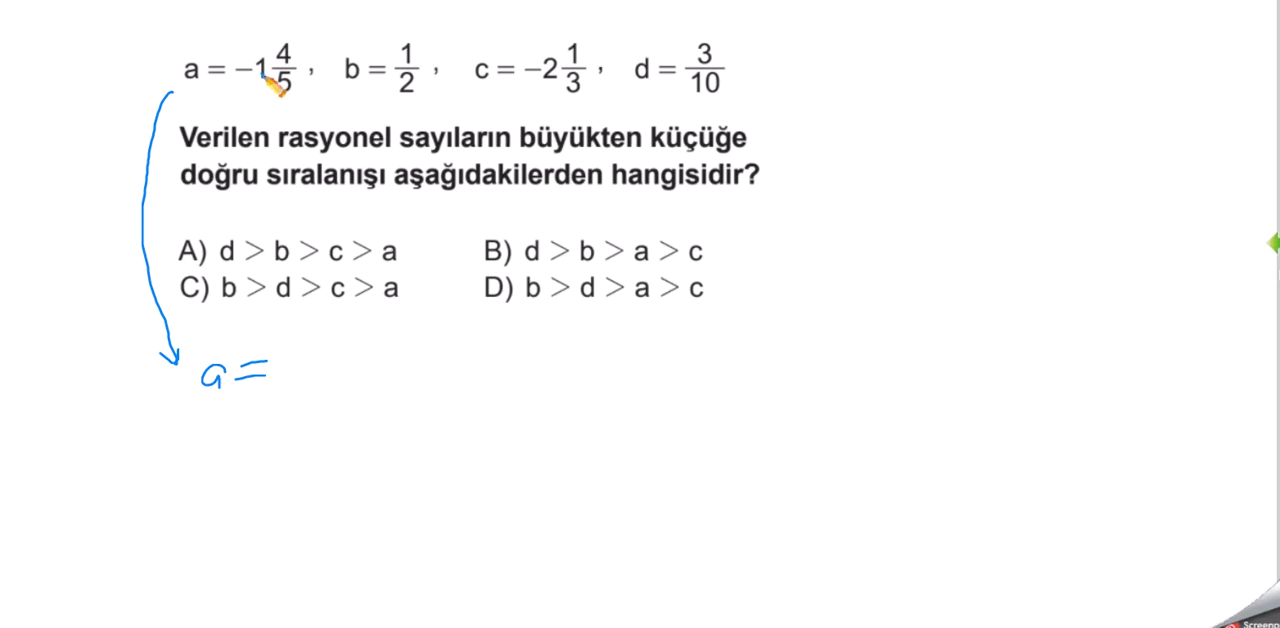 a = −1 4/5 , b = 1/2 , c = −2 1/3 , d = 3/10
Verilen rasyonel sayıların büyükten küçüğe
doğru sıralanışı aşağıdakilerden hangisidir?
A) d > b > c > a B) d > b > a > c
C) b > d > c > a D) b > d > a > c
a =